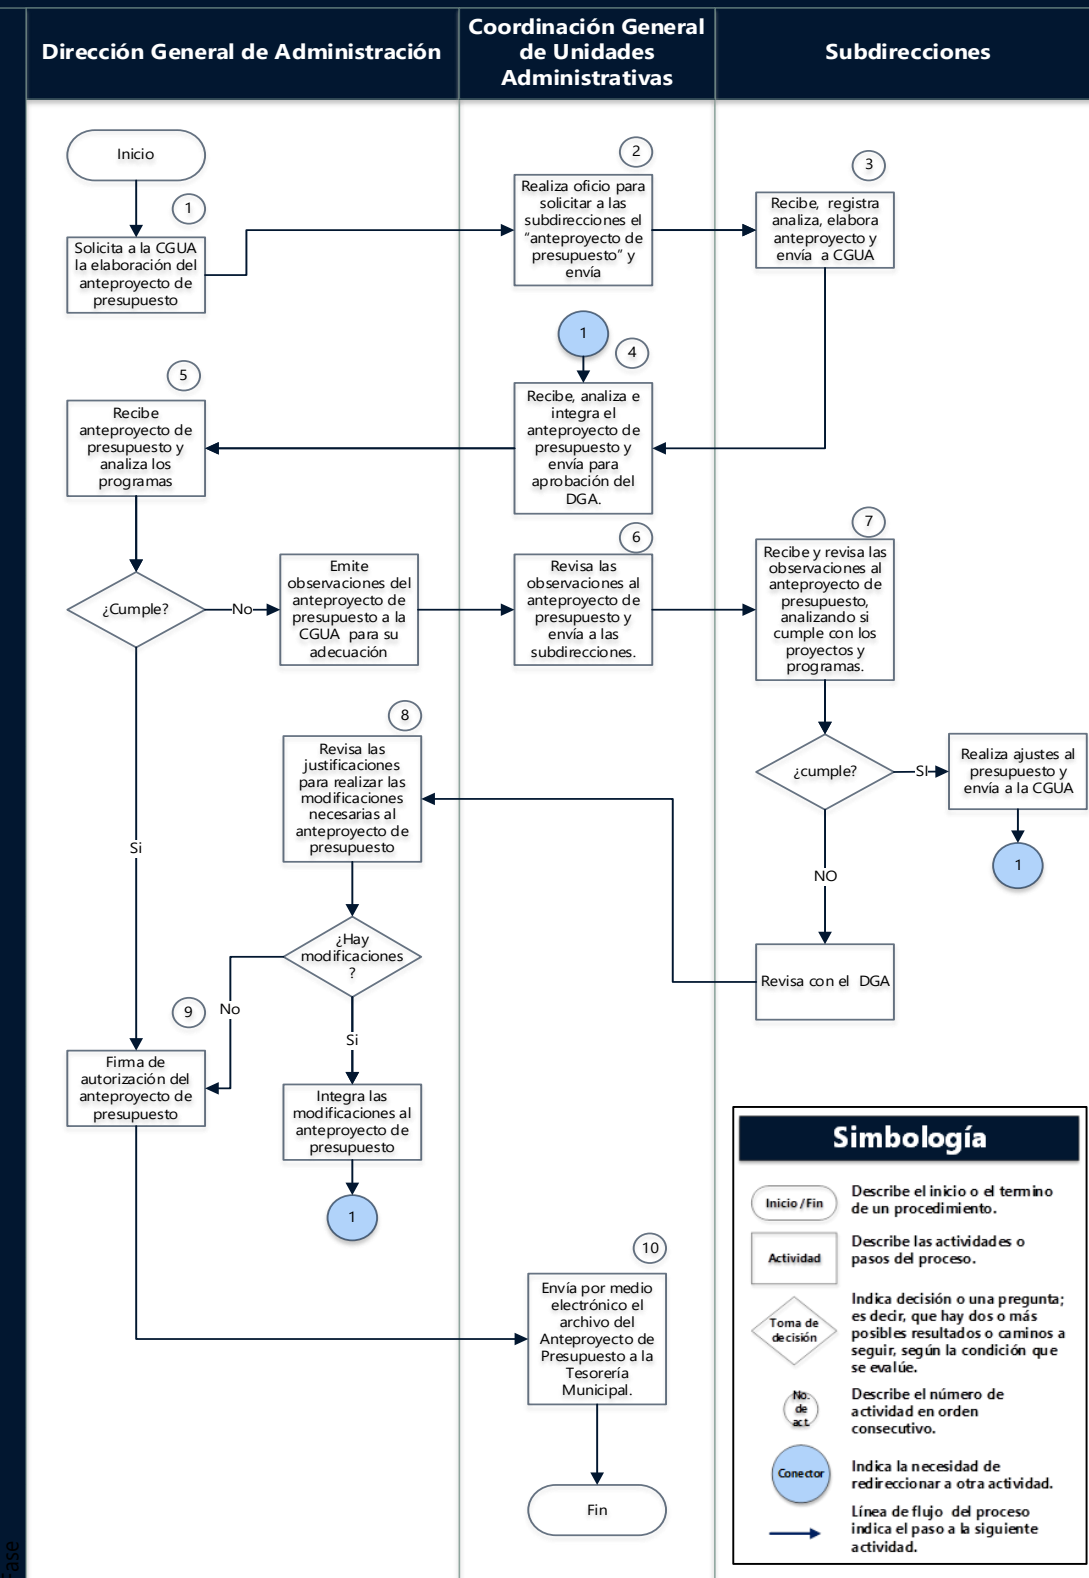 Dirección General de Administración
Coordinación General
de Unidades
Administrativas
Subdirecciones
Inicio
1
Solicita a la CGUA
la elaboración del
anteproyecto de
presupuesto
2
Realiza oficio para
solicitar a las
subdirecciones el
“anteproyecto de
presupuesto” y
envía
3
Recibe, registra
analiza, elabora
anteproyecto y
envía a CGUA
1
4
Recibe, analiza e
integra el
anteproyecto de
presupuesto y
envía para
aprobación del
DGA.
5
Recibe
anteproyecto de
presupuesto y
analiza los
programas
¿Cumple?
No
Emite
observaciones del
anteproyecto de
presupuesto a la
CGUA para su
adecuación
6
Revisa las
observaciones al
anteproyecto de
presupuesto y
envía a las
subdirecciones.
7
Recibe y revisa las
observaciones al
anteproyecto de
presupuesto,
analizando si
cumple con los
proyectos y
programas.
¿cumple?
SI
Realiza ajustes al
presupuesto y
envía a la CGUA
1
NO
Revisa con el DGA
8
Revisa las
justificaciones
para realizar las
modificaciones
necesarias al
anteproyecto de
presupuesto
¿Hay
modificaciones
?
No
Si
Si
Integra las
modificaciones al
anteproyecto de
presupuesto
1
9
Firma de
autorización del
anteproyecto de
presupuesto
10
Envía por medio
electrónico el
archivo del
Anteproyecto de
Presupuesto a la
Tesorería
Municipal.
Fin
Simbología
Inicio / Fin
Describe el inicio o el termino
de un procedimiento.
Actividad
Describe las actividades o
pasos del proceso.
Toma de
decisión
Indica decisión o una pregunta;
es decir, que hay dos o más
posibles resultados o caminos a
seguir, según la condición que
se evalúe.
No.
de
act.
Describe el número de
actividad en orden
consecutivo.
Conector
Indica la necesidad de
redireccionar a otra actividad.
Línea de flujo del proceso
indica el paso a la siguiente
actividad.
Fase